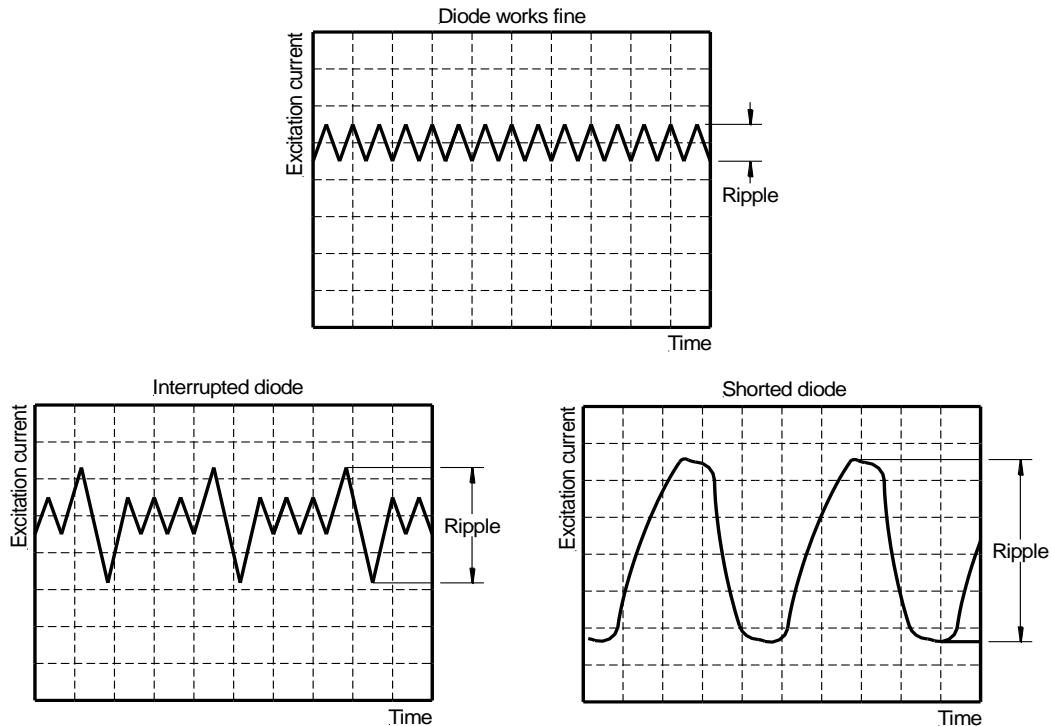 Diode works fine
Excitation current
Ripple
Time
Interrupted diode
Excitation current
Ripple
Time
Shorted diode
Excitation current
Ripple
Time